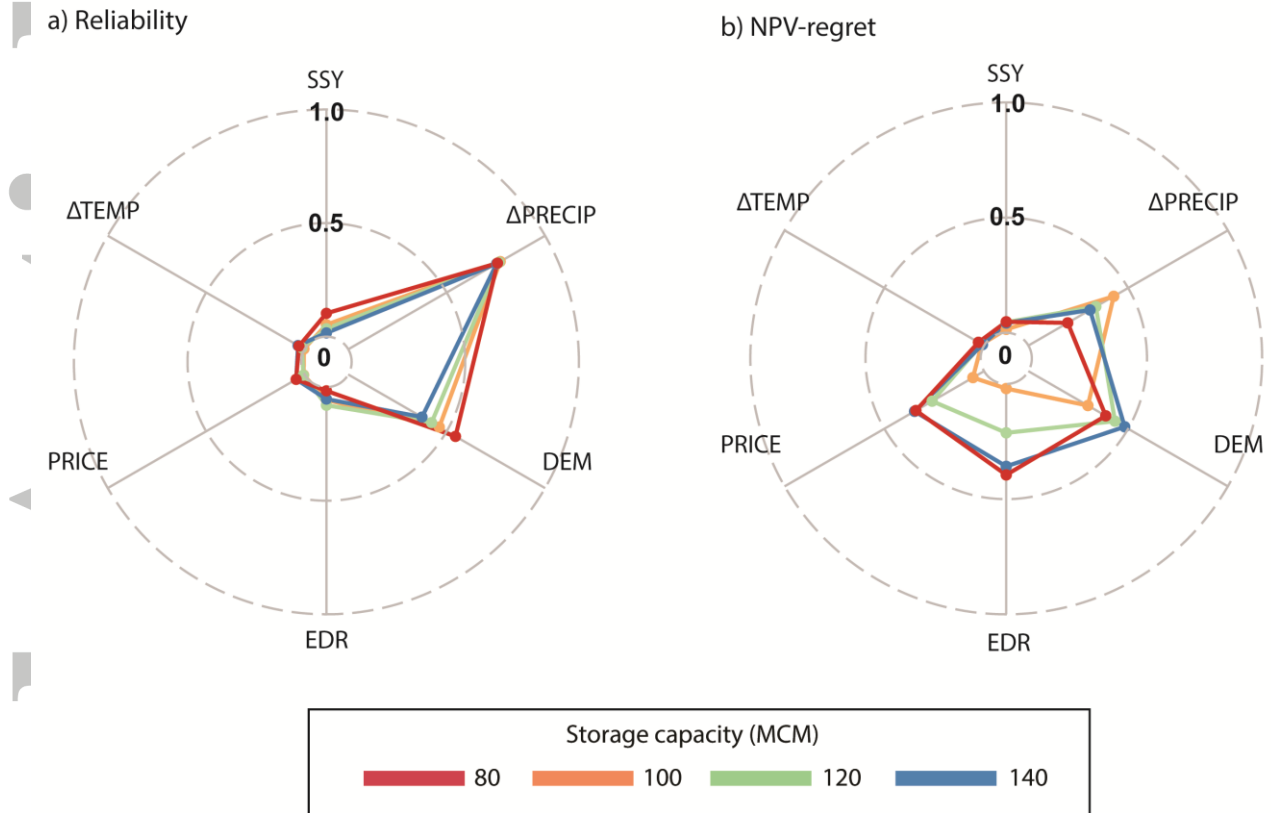 a) Reliability
SSY
1.0
ΔTEMP
ΔPRECIP
0.5
0
PRICE
DEM
EDR
b) NPV-regret
SSY
1.0
ΔTEMP
ΔPRECIP
0.5
0
PRICE
DEM
EDR
Storage capacity (MCM)
80 100 120 140